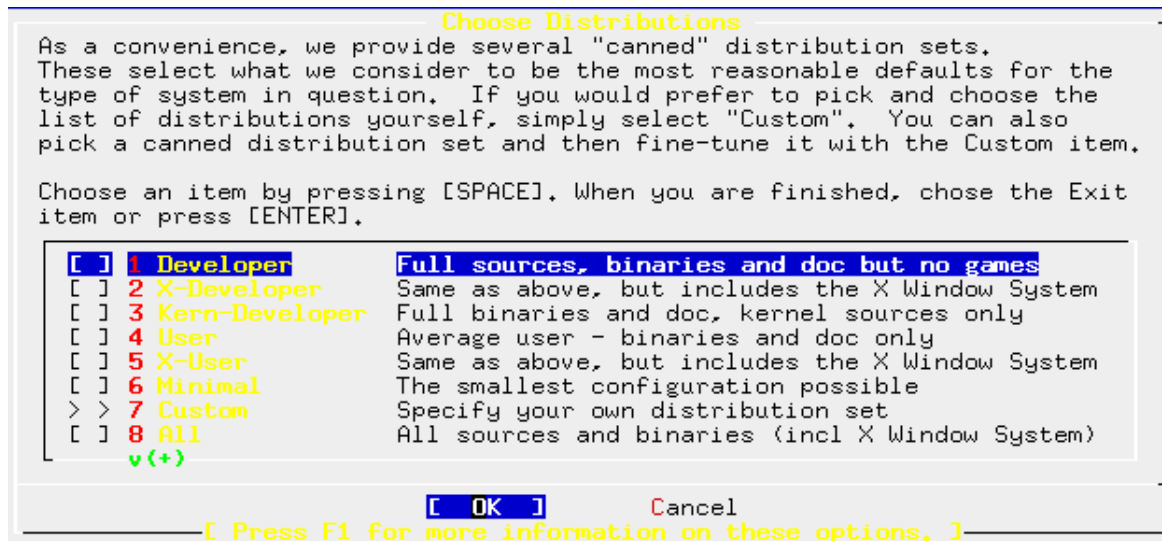 Choose Distributions
As a convenience, we provide several "canned" distribution sets.
These select what we consider to be the most reasonable defaults for the
type of system in question.  If you would prefer to pick and choose the
list of distributions yourself, simply select "Custom".  You can also
pick a canned distribution set and then fine-tune it with the Custom item.
Choose an item by pressing [SPACE]. When you are finished, chose the Exit
item or press [ENTER].
[ ] 1 Developer Full sources, binaries and doc but no games
[ ] 2 X-Developer Same as above, but includes the X Window System
[ ] 3 Kern-Developer Full binaries and doc, kernel sources only
[ ] 4 User Average user - binaries and doc only
[ ] 5 X-User Same as above, but includes the X Window System
[ ] 6 Minimal The smallest configuration possible
> > 7 Custom Specify your own distribution set
[ ] 8 All All sources and binaries (incl X Window System)
v(+)
[ OK ] Cancel
[ Press F1 for more information on these options. ]